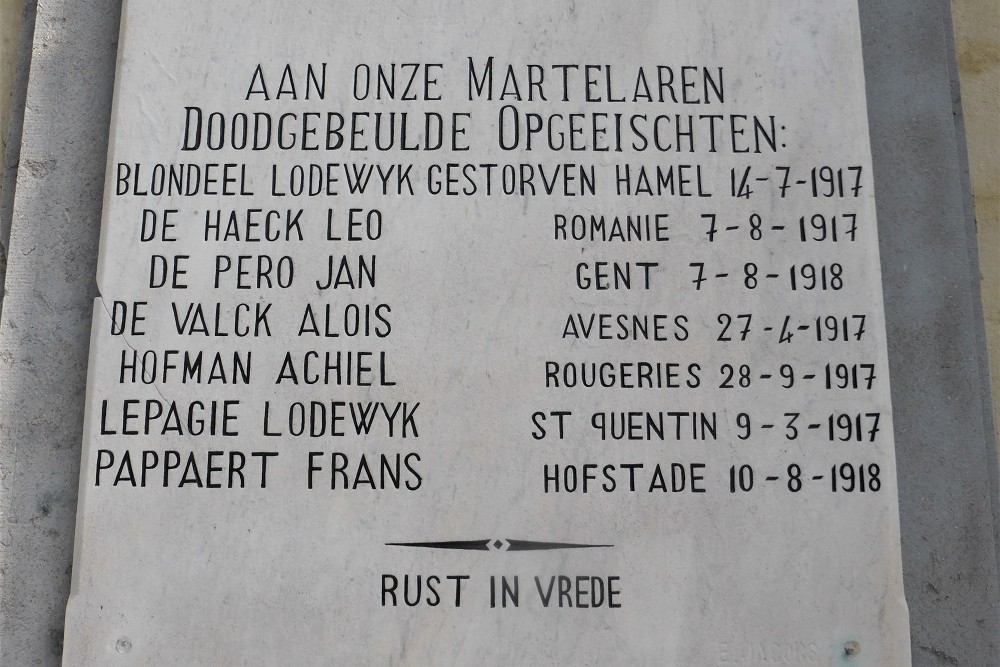 AAN ONZE MARTELAREN
DOODGEBEULDE OPGEEISCHTEN:
BLONDEEL LODEWYK GESTORVEN HAMEL 14-7-1917
DE HAECK LEO ROMANIE 7-8-1917
DE PERO JAN GENT 7-8-1918
DE VALCK ALOIS AVESNES 27-4-1917
HOFMAN ACHIEL ROUGERIES 28-9-1917
LEPAGIE LODEWYK ST QUENTIN 9-3-1917
PAPPAERT FRANS HOFSTADE 10-8-1918
RUST IN VREDE
E. JACOBS